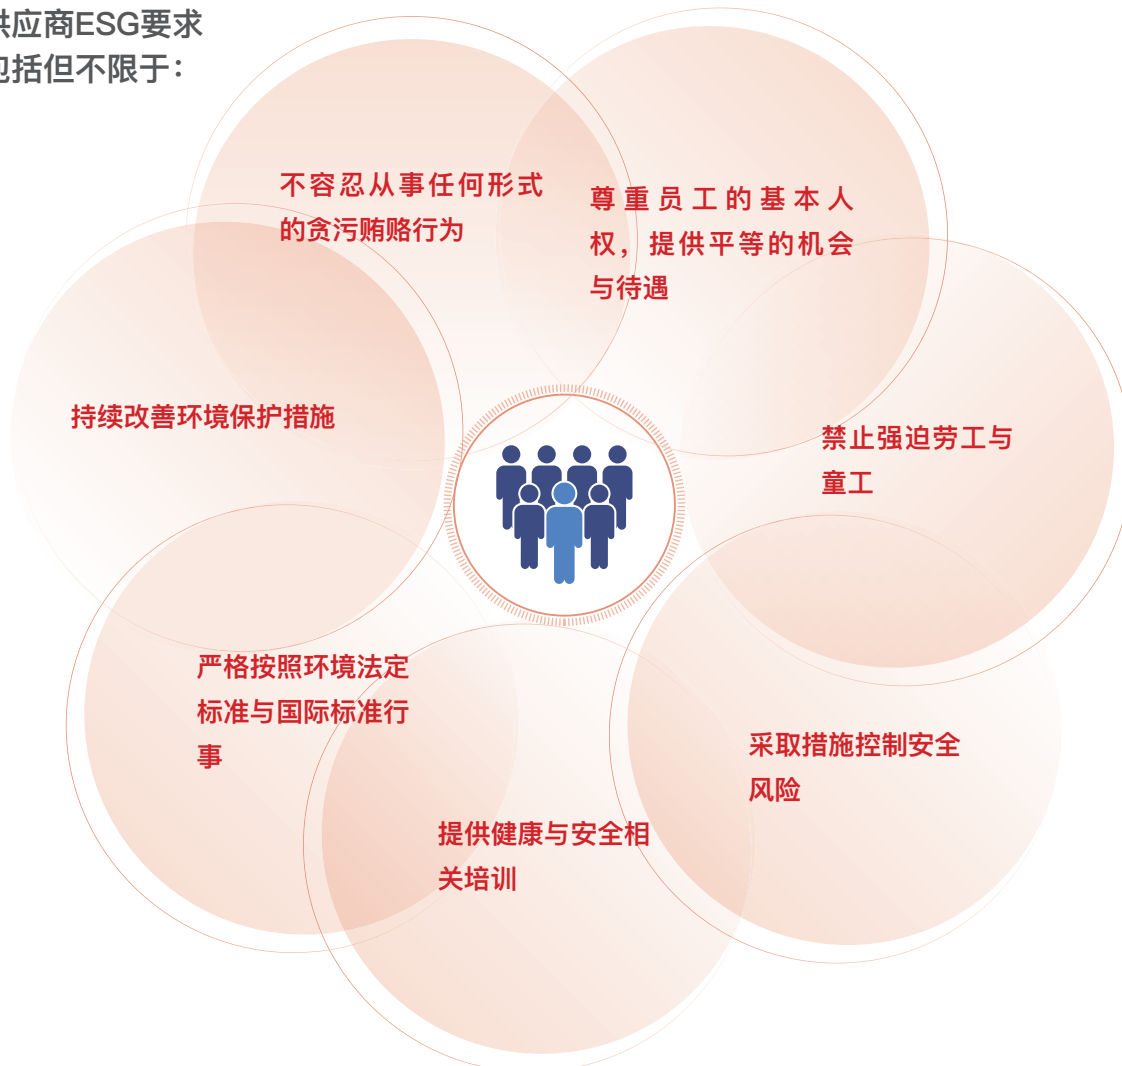 供应商ESG要求
包括但不限于：
不容忍从事任何形式
的贪污贿赂行为
尊重员工的基本人
权，提供平等的机会
与待遇
持续改善环境保护措施
禁止强迫劳工与
童工
严格按照环境法定
标准与国际标准行
事
采取措施控制安全
风险
提供健康与安全相
关培训